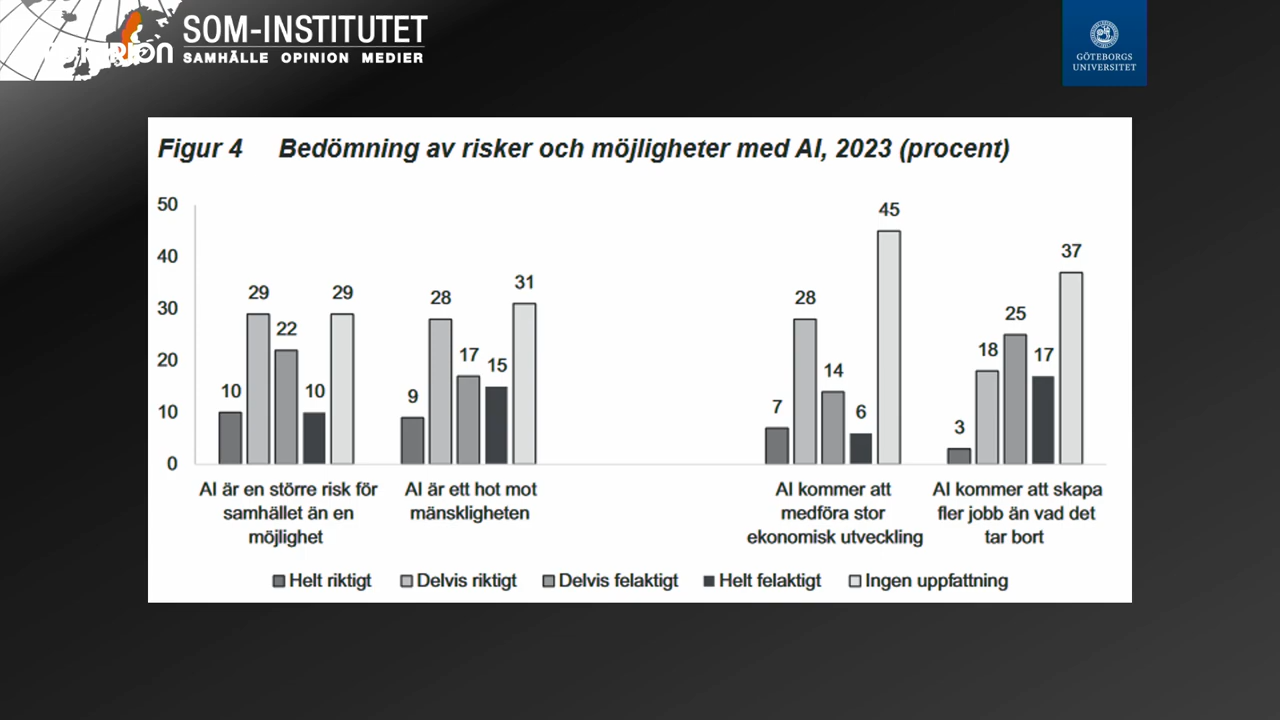 SOM-INSTITUTET
SAMHÄLLE OPINION MEDIER
GÖTEBORGS
UNIVERSITET
Figur 4 Bedömning av risker och möjligheter med AI, 2023 (procent)
50
40
30
20
10
0
10 29 22 10 29
9 28 17 15 31
7 28 14 6 45
3 18 25 17 37
AI är en större risk för
samhället än en
möjlighet
AI är ett hot mot
mänskligheten
AI kommer att
medföra stor
ekonomisk utveckling
AI kommer att skapa
fler jobb än vad det
tar bort
Helt riktigt Delvis riktigt Delvis felaktigt Helt felaktigt Ingen uppfattning